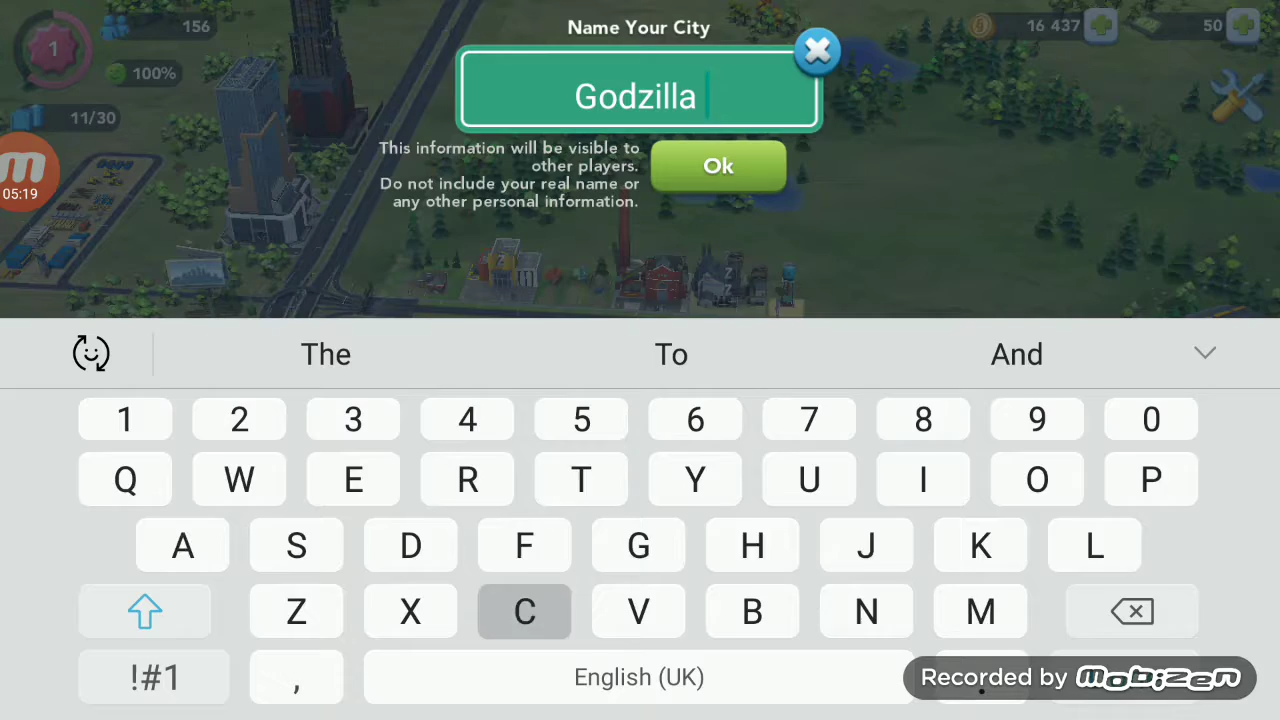 Name Your City
1
156
16 437
50
100%
Godzilla
11/30
This information will be visible to
other players.
Do not include your real name or
any other personal information.
Ok
05:19
The To And
1 2 3 4 5 6 7 8 9 0
Q W E R T Y U I O P
A S D F G H J K L
Z X C V B N M
!#1 , English (UK) .
Recorded by mobizen